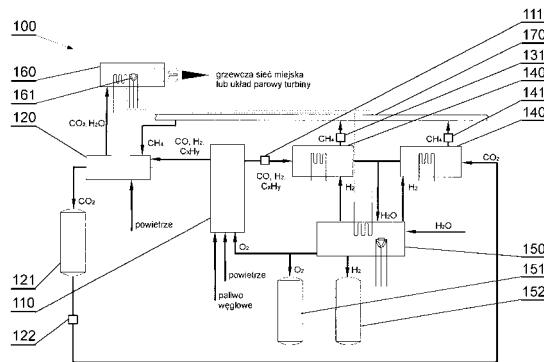 100
160
161
120
121
110
122
111
170
131
140
141
140
150
151
152
grzewcza sieć miejska
lub układ parowy turbiny
CO₂, H₂O
CH₄
CO, H₂,
CxHy
CO, H₂,
CxHy
CH₄
CH₄
CO₂
H₂
H₂
H₂O
H₂O
CO₂
powietrze
O₂
powietrze
paliwo
węglowe
O₂
H₂